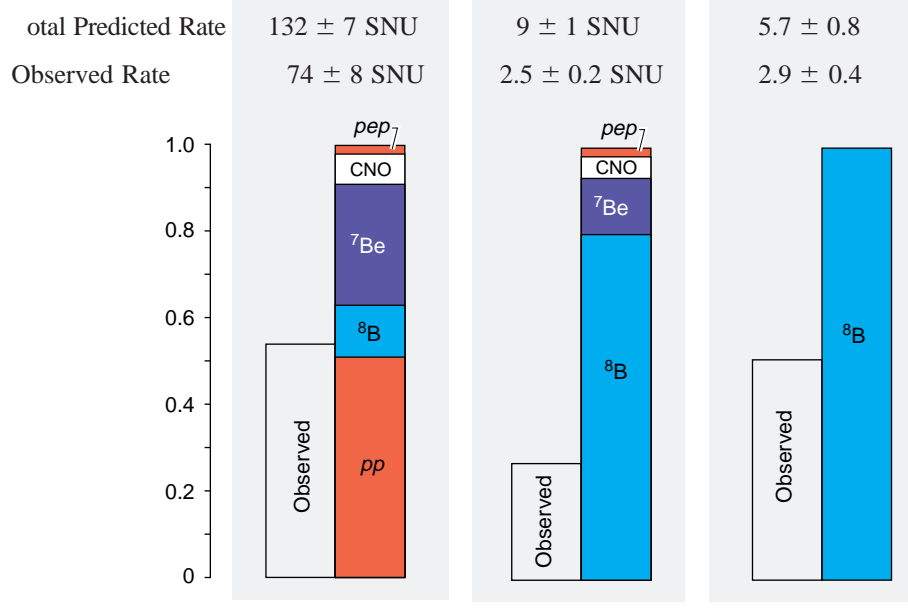 otal Predicted Rate 132 ± 7 SNU 9 ± 1 SNU 5.7 ± 0.8
Observed Rate 74 ± 8 SNU 2.5 ± 0.2 SNU 2.9 ± 0.4
pep pep
1.0
CNO CNO
0.8
⁷Be ⁷Be
0.6
⁸B ⁸B ⁸B
0.4
pp
Observed Observed Observed
0.2
0